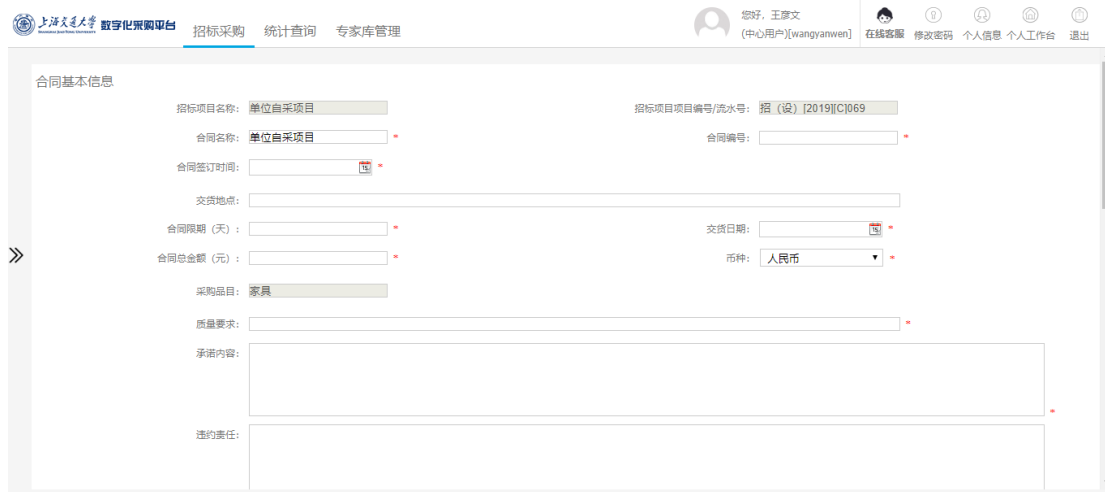 上海交通大学 数字化采购平台 招标采购 统计查询 专家库管理
您好，王彦文
(中心用户)[wangyanwen]
在线客服 修改密码 个人信息 个人工作台 退出
合同基本信息
招标项目名称: 单位自采项目 招标项目项目编号/流水号: 招（设）[2019][C]069
合同名称: 单位自采项目 * 合同编号: *
合同签订时间: *
交货地点:
合同限期（天）: * 交货日期: *
合同总金额（元）: * 币种: 人民币 *
采购品目: 家具
质量要求: *
承诺内容:
*
违约责任: